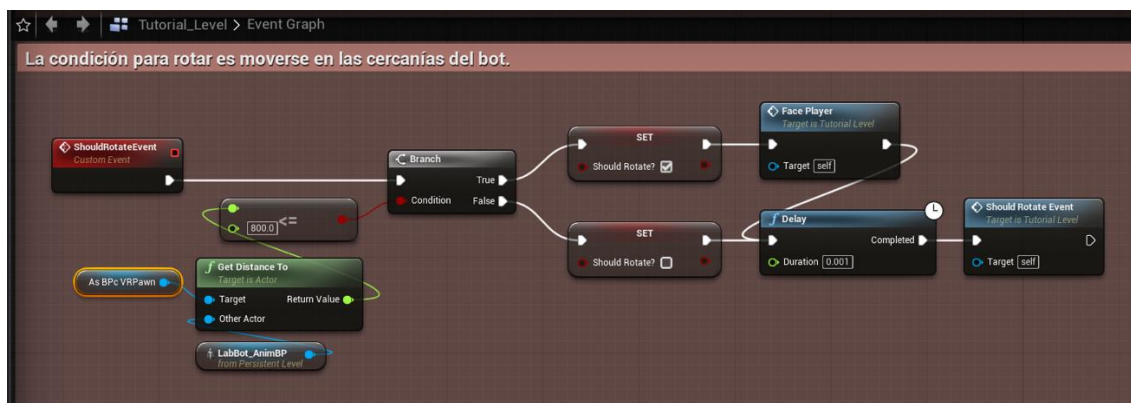 Tutorial_Level > Event Graph
La condición para rotar es moverse en las cercanías del bot.
ShouldRotateEvent
Custom Event
Branch
True
Condition
False
800.0
<=
As BPc VRPawn
Get Distance To
Target is Actor
Target
Return Value
Other Actor
LabBot_AnimBP
from Persistent Level
SET
Should Rotate?
SET
Should Rotate?
Face Player
Target is Tutorial Level
Target self
Delay
Completed
Duration 0.001
Should Rotate Event
Target is Tutorial Level
Target self